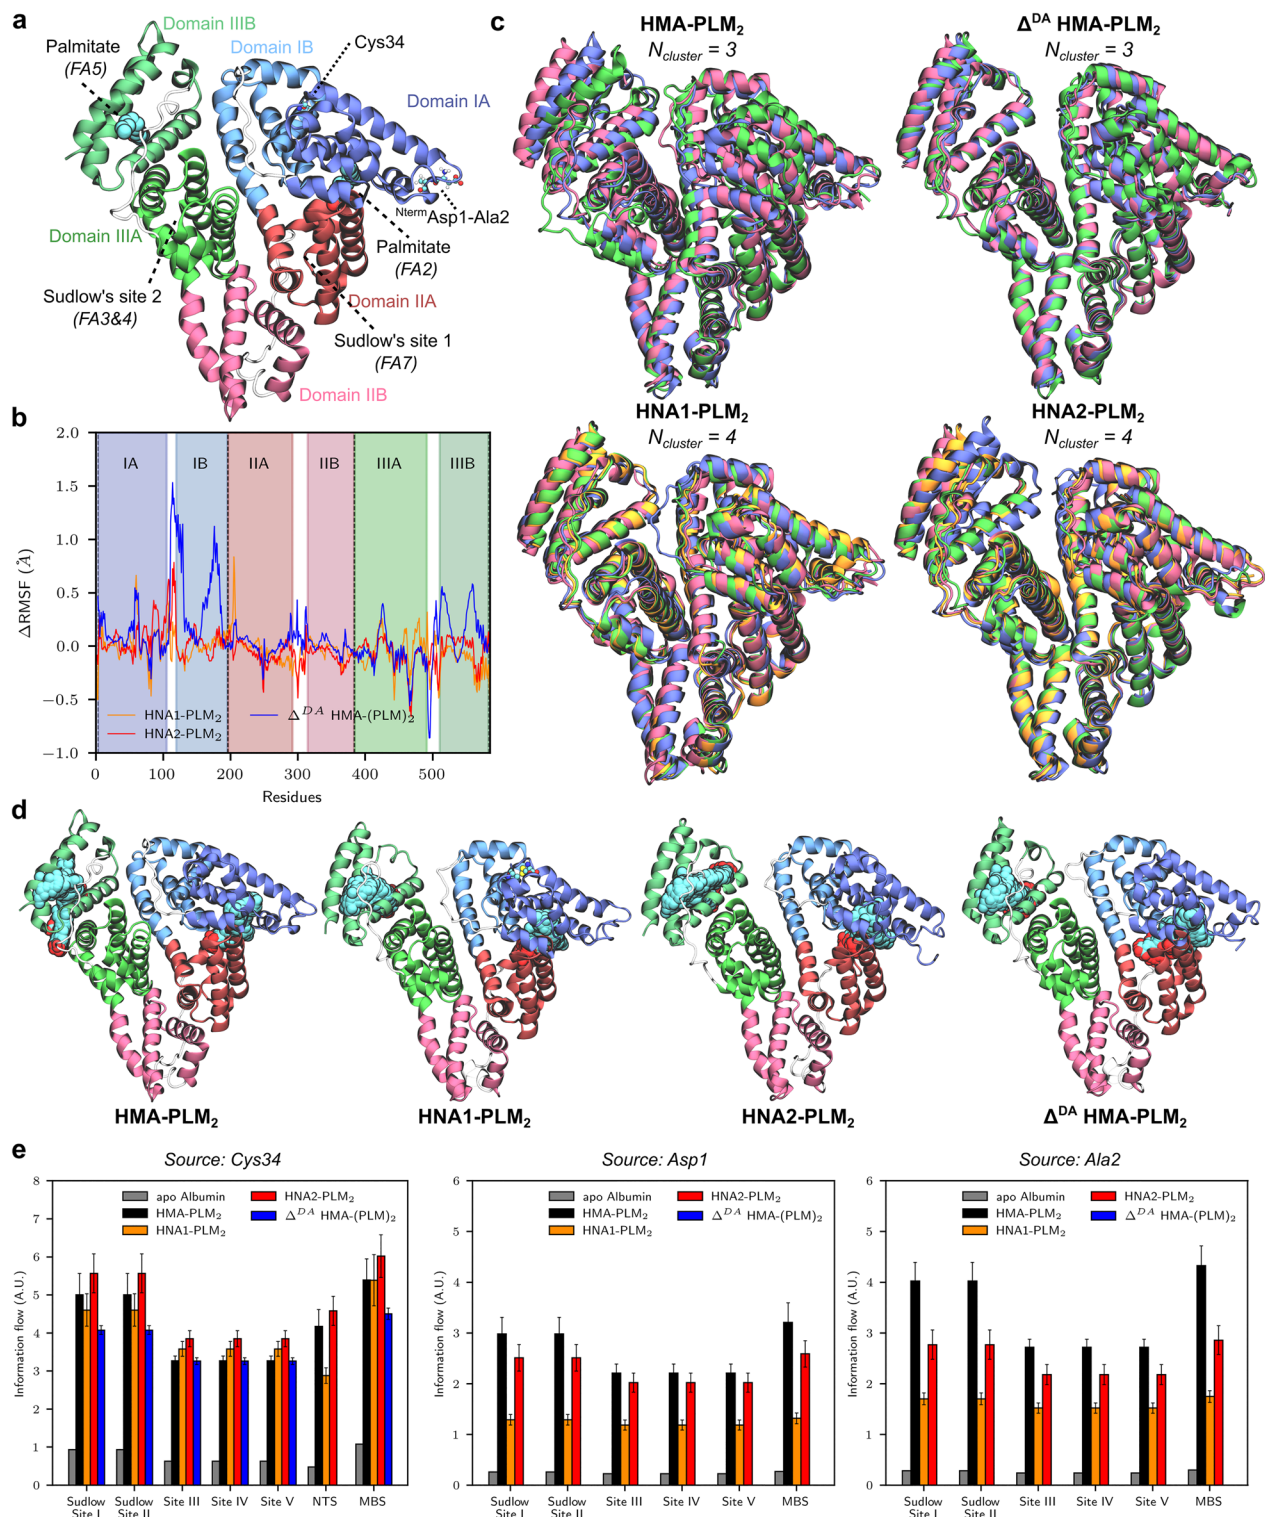 a
Domain IIIB
Palmitate
(FA5)
Domain IB
Cys34
Domain IA
NtermAsp1-Ala2
Palmitate
(FA2)
Domain IIIA
Sudlow's site 2
(FA3&4)
Domain IIA
Sudlow's site 1
(FA7)
Domain IIB
b
2.0
1.5
1.0
0.5
0.0
−0.5
−1.0
ΔRMSF (Å)
IA
IB
IIA
IIB
IIIA
IIIB
HNA1-PLM2
HNA2-PLM2
Δ^DA HMA-(PLM)2
0 100 200 300 400 500
Residues
c
HMA-PLM2
Ncluster = 3
Δ^DA HMA-PLM2
Ncluster = 3
HNA1-PLM2
Ncluster = 4
HNA2-PLM2
Ncluster = 4
d
HMA-PLM2
HNA1-PLM2
HNA2-PLM2
Δ^DA HMA-PLM2
e
Source: Cys34
8
7
6
5
4
3
2
1
0
Information flow (A.U.)
apo Albumin
HMA-PLM2
HNA1-PLM2
HNA2-PLM2
Δ^DA HMA-(PLM)2
Sudlow Site I
Sudlow Site II
Site III
Site IV
Site V
NTS
MBS
Source: Asp1
6
5
4
3
2
1
0
Information flow (A.U.)
apo Albumin
HMA-PLM2
HNA1-PLM2
HNA2-PLM2
Δ^DA HMA-(PLM)2
Sudlow Site I
Sudlow Site II
Site III
Site IV
Site V
MBS
Source: Ala2
6
5
4
3
2
1
0
Information flow (A.U.)
apo Albumin
HMA-PLM2
HNA1-PLM2
HNA2-PLM2
Δ^DA HMA-(PLM)2
Sudlow Site I
Sudlow Site II
Site III
Site IV
Site V
MBS